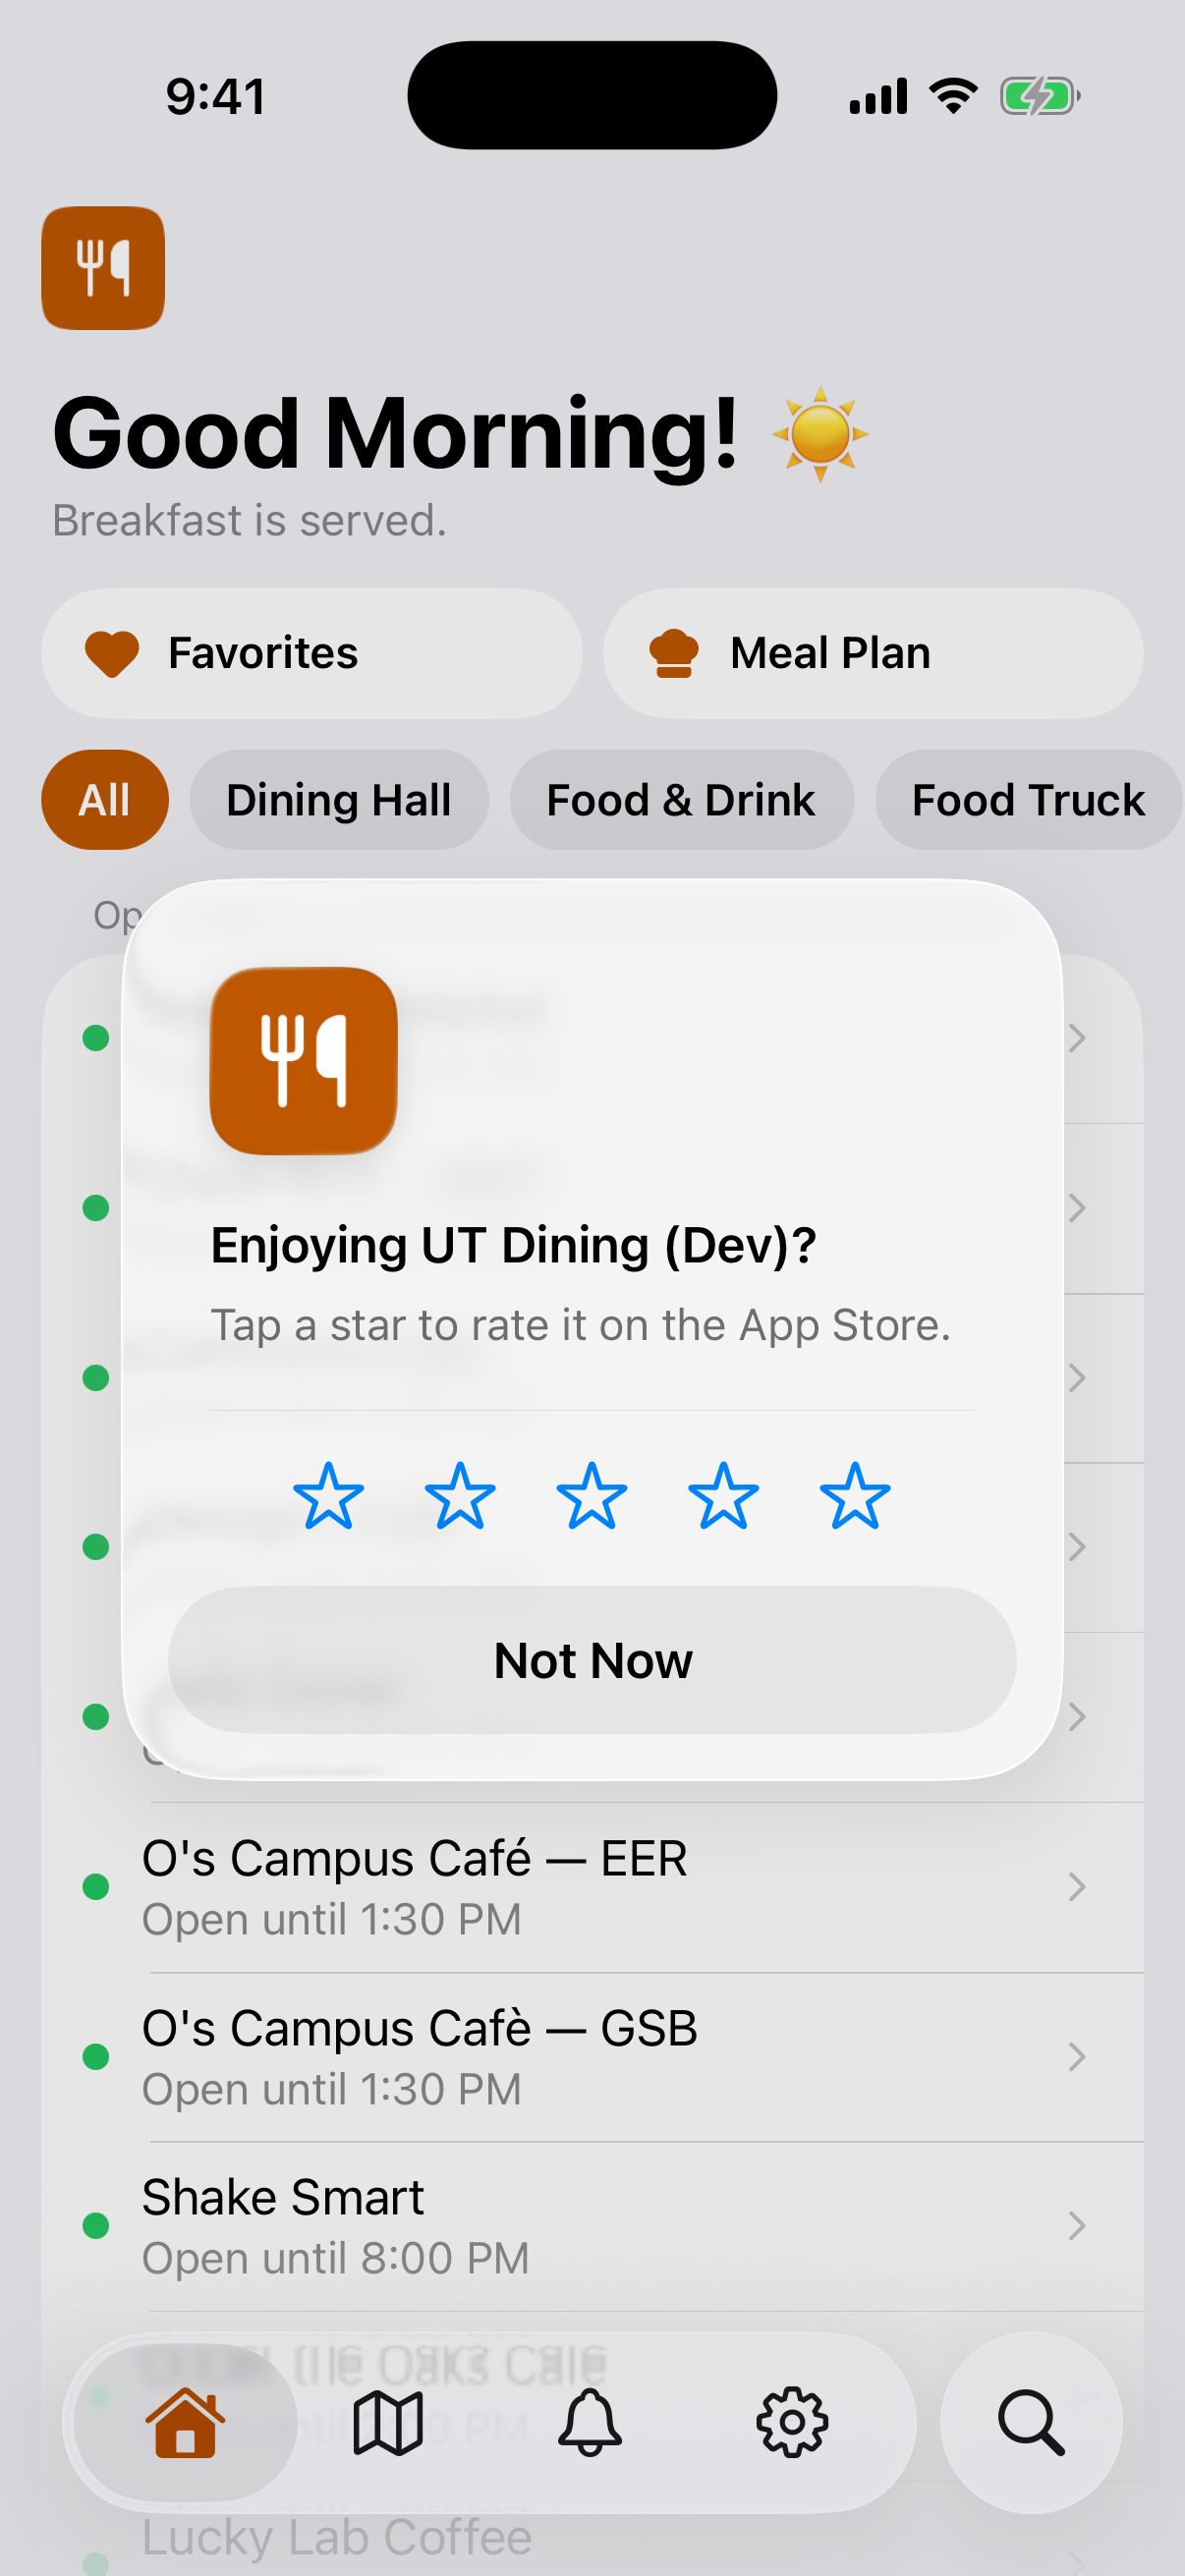 9:41
Good Morning! ☀️
Breakfast is served.
Favorites
Meal Plan
All
Dining Hall
Food & Drink
Food Truck
Enjoying UT Dining (Dev)?
Tap a star to rate it on the App Store.
Not Now
O's Campus Café — EER
Open until 1:30 PM
O's Campus Cafè — GSB
Open until 1:30 PM
Shake Smart
Open until 8:00 PM
Lucky Lab Coffee